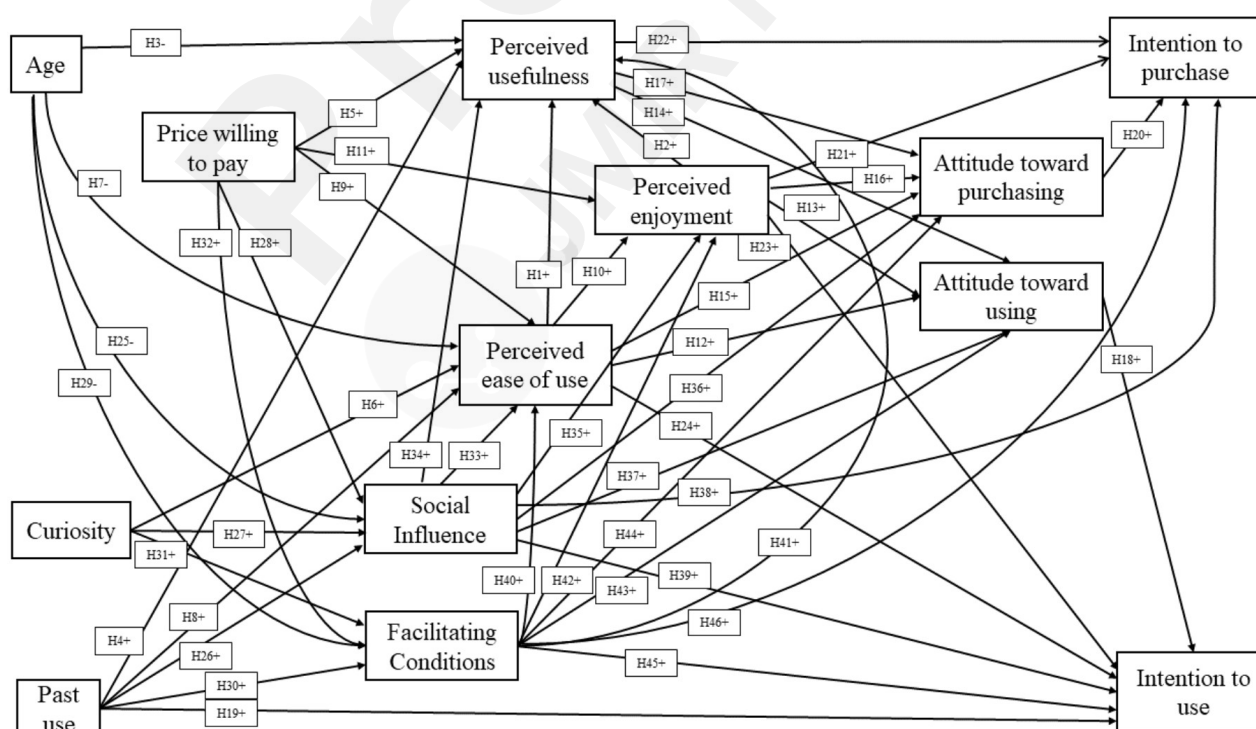 Age
H3-
Perceived
usefulness
H22+
Intention to
purchase
H17+
H14+
H5+
Price willing
to pay
H11+
H2+
H20+
H7-
H9+
Perceived
enjoyment
H21+
H16+
Attitude toward
purchasing
H13+
H32+
H28+
H23+
H1+
H10+
H15+
Attitude toward
using
H25-
Perceived
ease of use
H12+
H18+
H29-
H6+
H36+
H35+
H24+
H34+
H33+
H37+
H38+
Curiosity
H27+
Social
Influence
H31+
H44+
H41+
H40+
H42+
H43+
H39+
H8+
H4+
H26+
Facilitating
Conditions
H46+
H45+
Past
use
H30+
H19+
Intention to
use